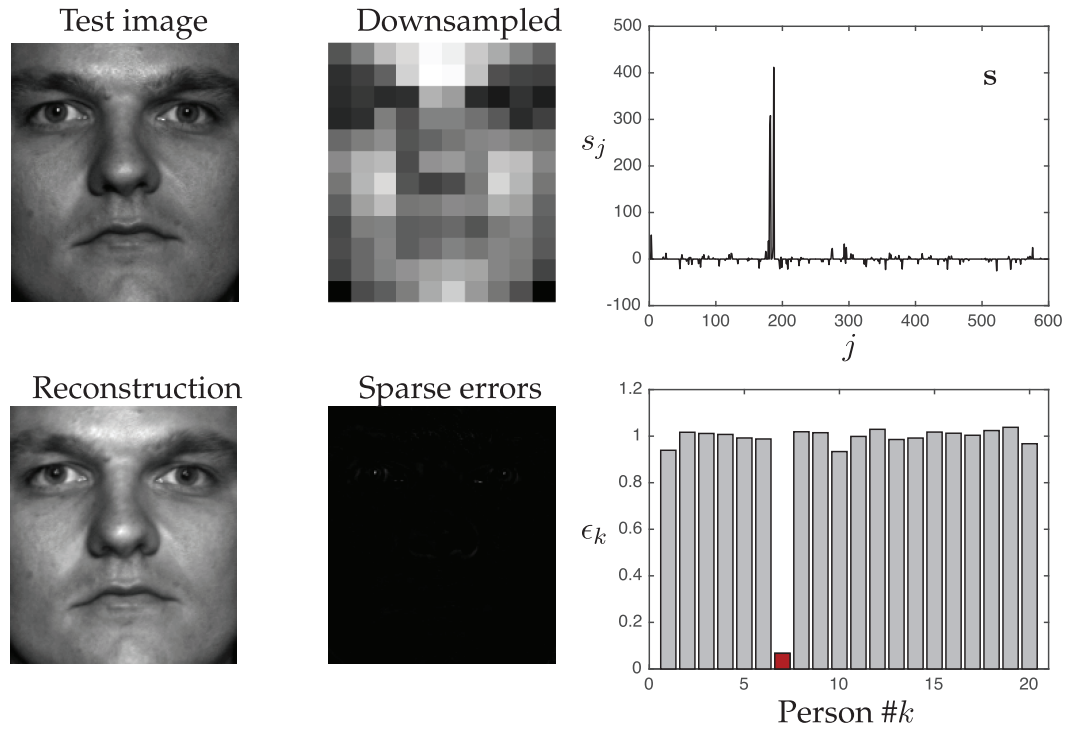 Test image
Downsampled
500
400
300
200
100
0
-100
s_j
s
0 100 200 300 400 500 600
j
Reconstruction
Sparse errors
1.2
1
0.8
0.6
0.4
0.2
0
ϵ_k
0 5 10 15 20
Person #k